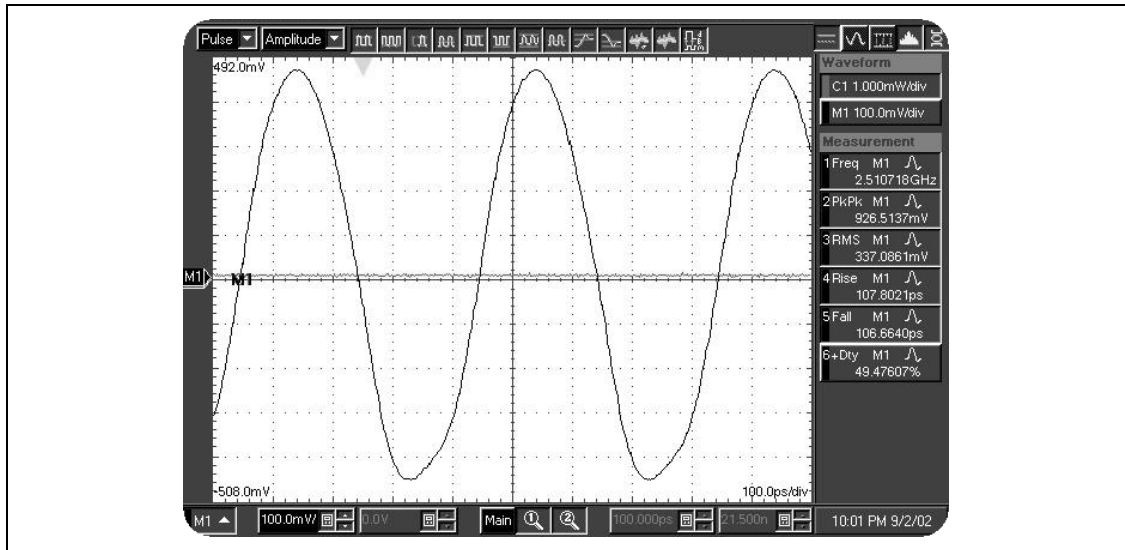 Pulse Amplitude
492.0mV
Waveform
C1 1.000mW/div
M1 100.0mV/div
Measurement
1 Freq M1
2.510718GHz
2 PkPk M1
926.5137mV
3 RMS M1
337.0861mV
4 Rise M1
107.8021ps
5 Fall M1
106.6640ps
6 +Dty M1
49.47607%
M1 M1
-508.0mV 100.0ps/div
M1 100.0mV/ 0.0V Main 1 2 100.000ps 21.500n 10:01 PM 9/2/02